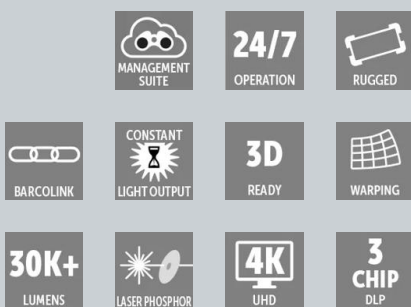 MANAGEMENT
SUITE
24/7
OPERATION
RUGGED
BARCOLINK
CONSTANT
LIGHT OUTPUT
3D
READY
WARPING
30K+
LUMENS
LASER PHOSPHOR
4K
UHD
3
CHIP
DLP